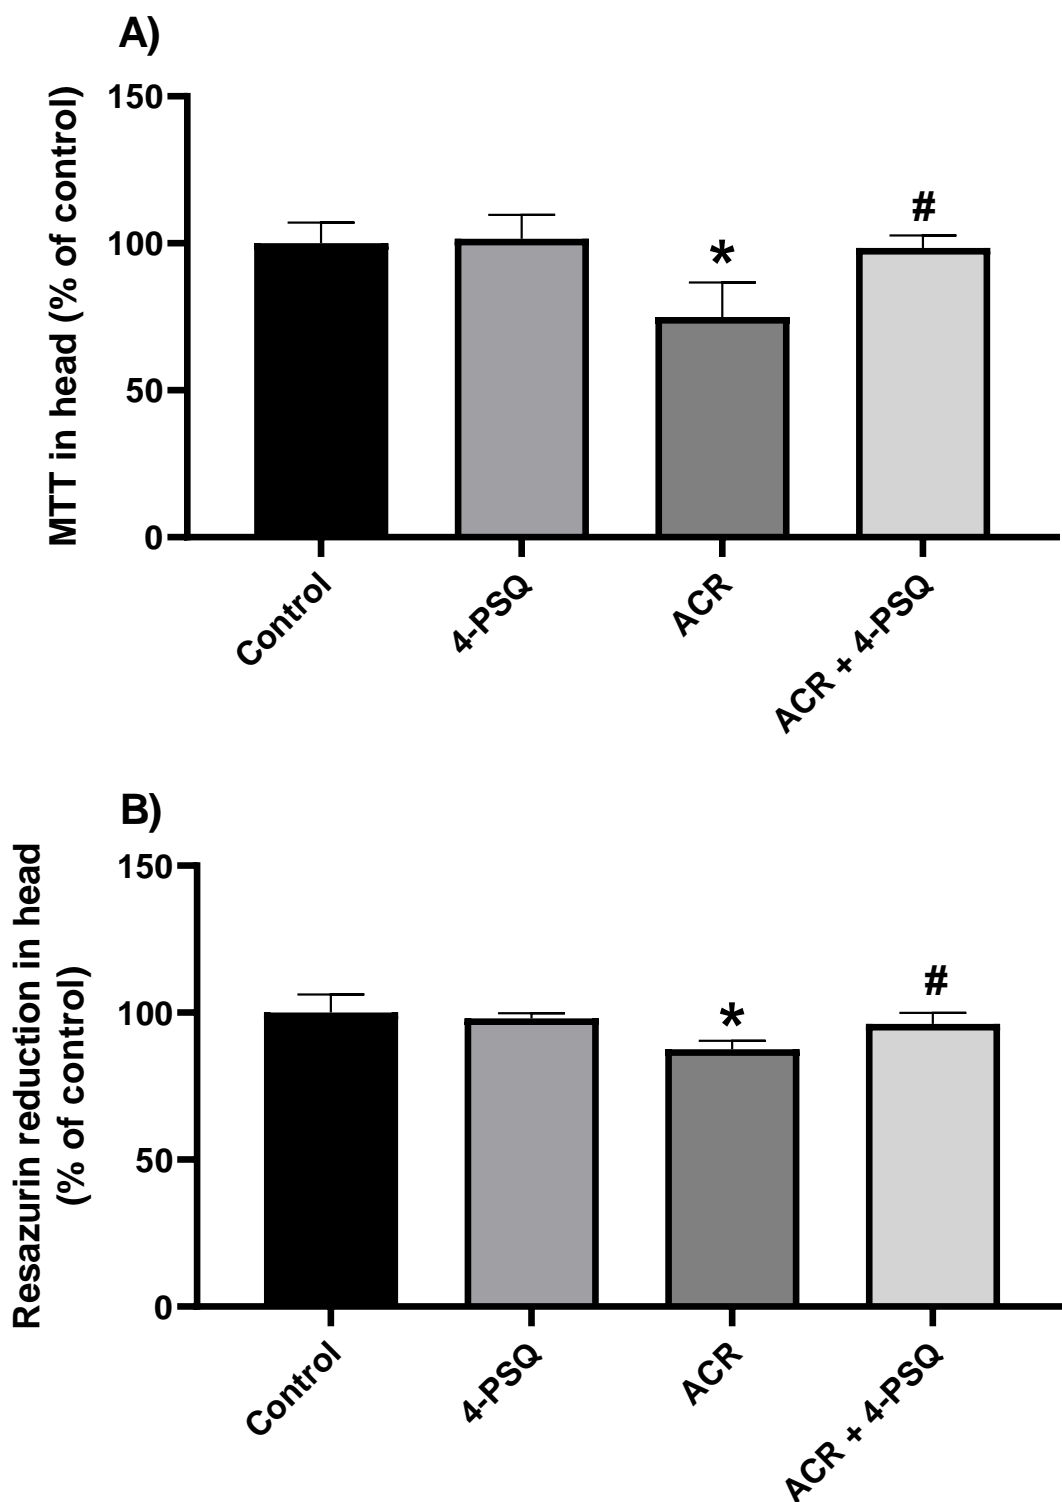 A)
MTT in head (% of control)
150
100
50
0
*
#
Control
4-PSQ
ACR
ACR + 4-PSQ
B)
Resazurin reduction in head
(% of control)
150
100
50
0
*
#
Control
4-PSQ
ACR
ACR + 4-PSQ